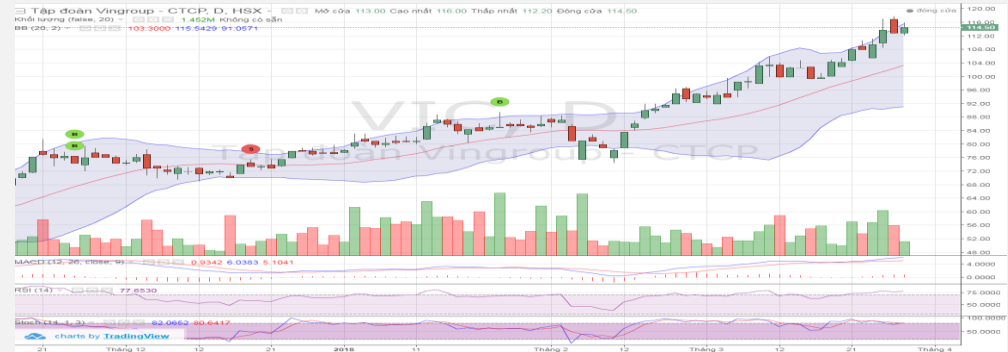 Tập đoàn Vingroup - CTCP, D, HSX Mở cửa 113.00 Cao nhất 116.00 Thấp nhất 112.20 Đóng cửa 114.50
đóng cửa
Khối lượng (false, 20) 1.452M Không có sẵn
BB (20, 2) 103.3000 115.5429 91.0571
VIC, D
Tập đoàn Vingroup - CTCP
B
B
S
B
120.00
116.00
114.50
108.00
104.00
100.00
96.00
92.00
88.00
84.00
80.00
76.00
72.00
68.00
64.00
60.00
56.00
52.00
48.00
MACD (12, 26, close, 9) 0.9342 6.0383 5.1041
4.0000
0.0000
RSI (14) 77.6530
75.0000
50.0000
Stoch (14, 1, 3) 82.0652 80.6417
100.0000
50.0000
charts by TradingView
21 Tháng 12 12 21 2018 11 Tháng 2 12 Tháng 3 12 21 Tháng 4